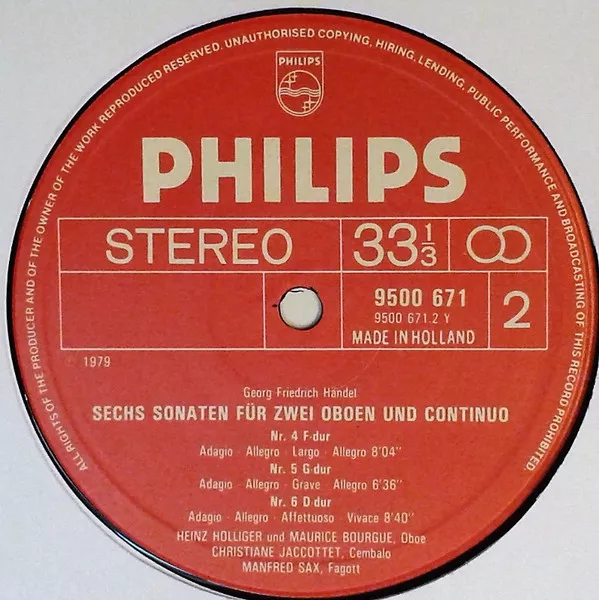 ALL RIGHTS OF THE PRODUCER AND OF THE OWNER OF THE WORK REPRODUCED RESERVED. UNAUTHORISED COPYING, HIRING, LENDING, PUBLIC PERFORMANCE AND BROADCASTING OF THIS RECORD PROHIBITED.
PHILIPS
PHILIPS
STEREO
33 1/3
9500 671
9500 671.2 Y
MADE IN HOLLAND
2
℗ 1979
Georg Friedrich Händel
SECHS SONATEN FÜR ZWEI OBOEN UND CONTINUO
Nr. 4 F-dur
Adagio · Allegro · Largo · Allegro 8'04''
Nr. 5 G-dur
Adagio · Allegro · Grave · Allegro 6'36''
Nr. 6 D-dur
Adagio · Allegro · Affettuoso · Vivace 8'40''
HEINZ HOLLIGER und MAURICE BOURGUE, Oboe
CHRISTIANE JACCOTTET, Cembalo
MANFRED SAX, Fagott